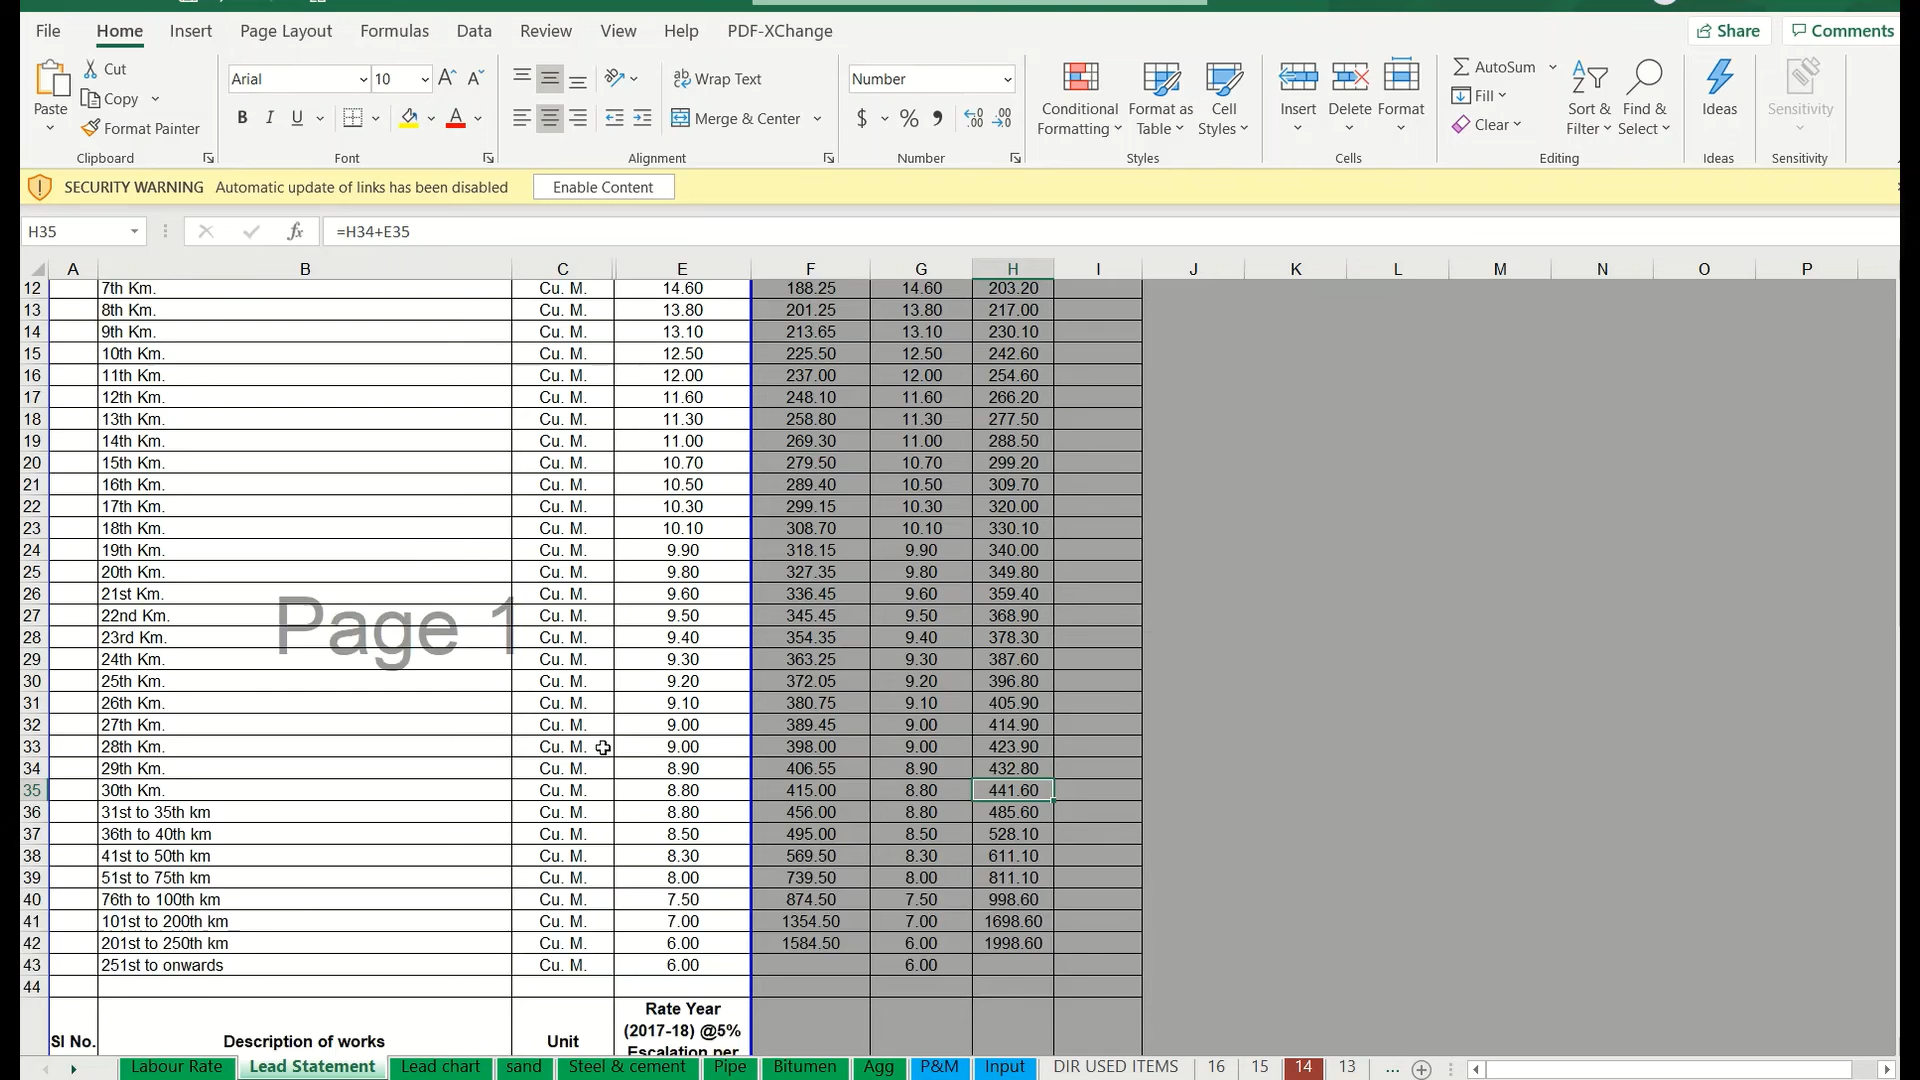 File Home Insert Page Layout Formulas Data Review View Help PDF-XChange Share Comments
Paste Cut Copy Format Painter Clipboard
Arial 10 B I U Font
Wrap Text Merge & Center Alignment
Number $ % Number
Conditional Formatting Format as Table Cell Styles Styles
Insert Delete Format Cells
AutoSum Fill Clear Sort & Filter Find & Select Editing
Ideas Ideas
Sensitivity Sensitivity
SECURITY WARNING Automatic update of links has been disabled Enable Content
H35 fx =H34+E35
A B C E F G H I J K L M N O P
12 7th Km. Cu. M. 14.60 188.25 14.60 203.20
13 8th Km. Cu. M. 13.80 201.25 13.80 217.00
14 9th Km. Cu. M. 13.10 213.65 13.10 230.10
15 10th Km. Cu. M. 12.50 225.50 12.50 242.60
16 11th Km. Cu. M. 12.00 237.00 12.00 254.60
17 12th Km. Cu. M. 11.60 248.10 11.60 266.20
18 13th Km. Cu. M. 11.30 258.80 11.30 277.50
19 14th Km. Cu. M. 11.00 269.30 11.00 288.50
20 15th Km. Cu. M. 10.70 279.50 10.70 299.20
21 16th Km. Cu. M. 10.50 289.40 10.50 309.70
22 17th Km. Cu. M. 10.30 299.15 10.30 320.00
23 18th Km. Cu. M. 10.10 308.70 10.10 330.10
24 19th Km. Cu. M. 9.90 318.15 9.90 340.00
25 20th Km. Cu. M. 9.80 327.35 9.80 349.80
26 21st Km. Cu. M. 9.60 336.45 9.60 359.40
27 22nd Km. Cu. M. 9.50 345.45 9.50 368.90
Page 1
28 23rd Km. Cu. M. 9.40 354.35 9.40 378.30
29 24th Km. Cu. M. 9.30 363.25 9.30 387.60
30 25th Km. Cu. M. 9.20 372.05 9.20 396.80
31 26th Km. Cu. M. 9.10 380.75 9.10 405.90
32 27th Km. Cu. M. 9.00 389.45 9.00 414.90
33 28th Km. Cu. M. 9.00 398.00 9.00 423.90
34 29th Km. Cu. M. 8.90 406.55 8.90 432.80
35 30th Km. Cu. M. 8.80 415.00 8.80 441.60
36 31st to 35th km Cu. M. 8.80 456.00 8.80 485.60
37 36th to 40th km Cu. M. 8.50 495.00 8.50 528.10
38 41st to 50th km Cu. M. 8.30 569.50 8.30 611.10
39 51st to 75th km Cu. M. 8.00 739.50 8.00 811.10
40 76th to 100th km Cu. M. 7.50 874.50 7.50 998.60
41 101st to 200th km Cu. M. 7.00 1354.50 7.00 1698.60
42 201st to 250th km Cu. M. 6.00 1584.50 6.00 1998.60
43 251st to onwards Cu. M. 6.00 6.00
44
Rate Year
(2017-18) @5%
Sl No. Description of works Unit Escalation per
Labour Rate Lead Statement Lead chart sand Steel & cement Pipe Bitumen Agg P&M Input DIR USED ITEMS 16 15 14 13 ...